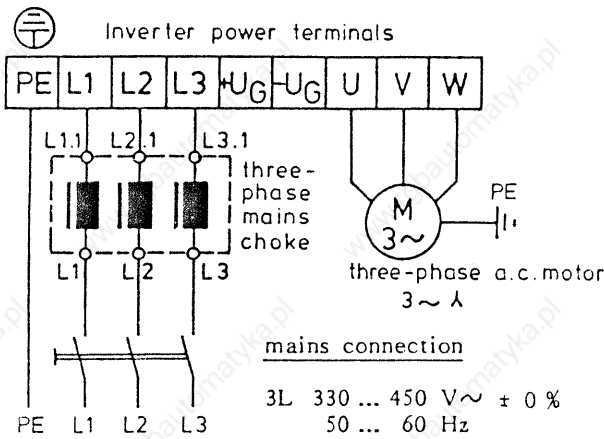 Inverter power terminals
PE L1 L2 L3 +UG -UG U V W
L1.1 L2.1 L3.1
three-
phase
mains
choke
L1 L2 L3
M
3~
PE
three-phase a.c. motor
3~ ⅄
mains connection
3L 330 ... 450 V~ ± 0 %
50 ... 60 Hz
PE L1 L2 L3